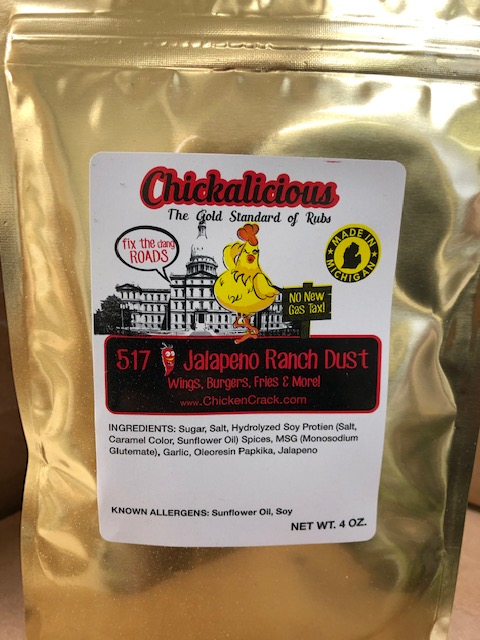 Chickalicious
The Gold Standard of Rubs
fix the dang
ROADS
MADE IN
MICHIGAN
No New
Gas Tax!
517 Jalapeno Ranch Dust
Wings, Burgers, Fries & More!
www.ChickenCrack.com
INGREDIENTS: Sugar, Salt, Hydrolyzed Soy Protien (Salt,
Caramel Color, Sunflower Oil) Spices, MSG (Monosodium
Glutemate), Garlic, Oleoresin Papkika, Jalapeno
KNOWN ALLERGENS: Sunflower Oil, Soy
NET WT. 4 OZ.